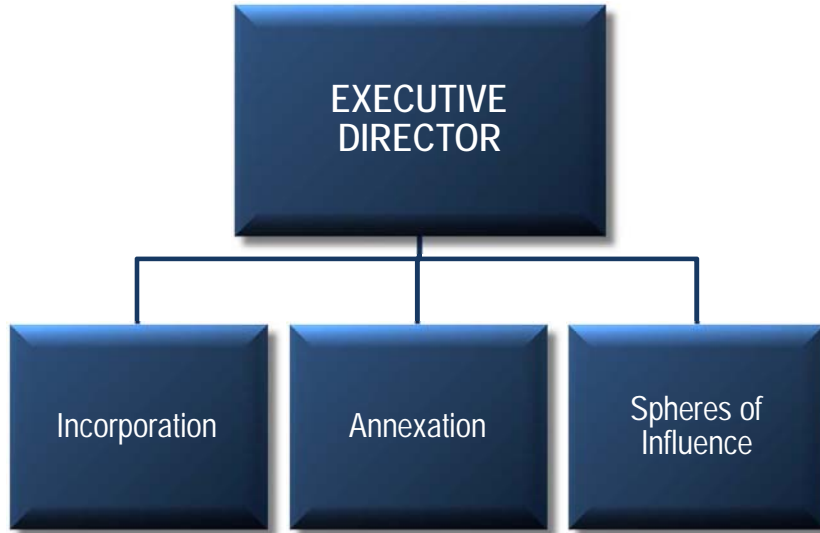 EXECUTIVE
DIRECTOR
Incorporation
Annexation
Spheres of
Influence